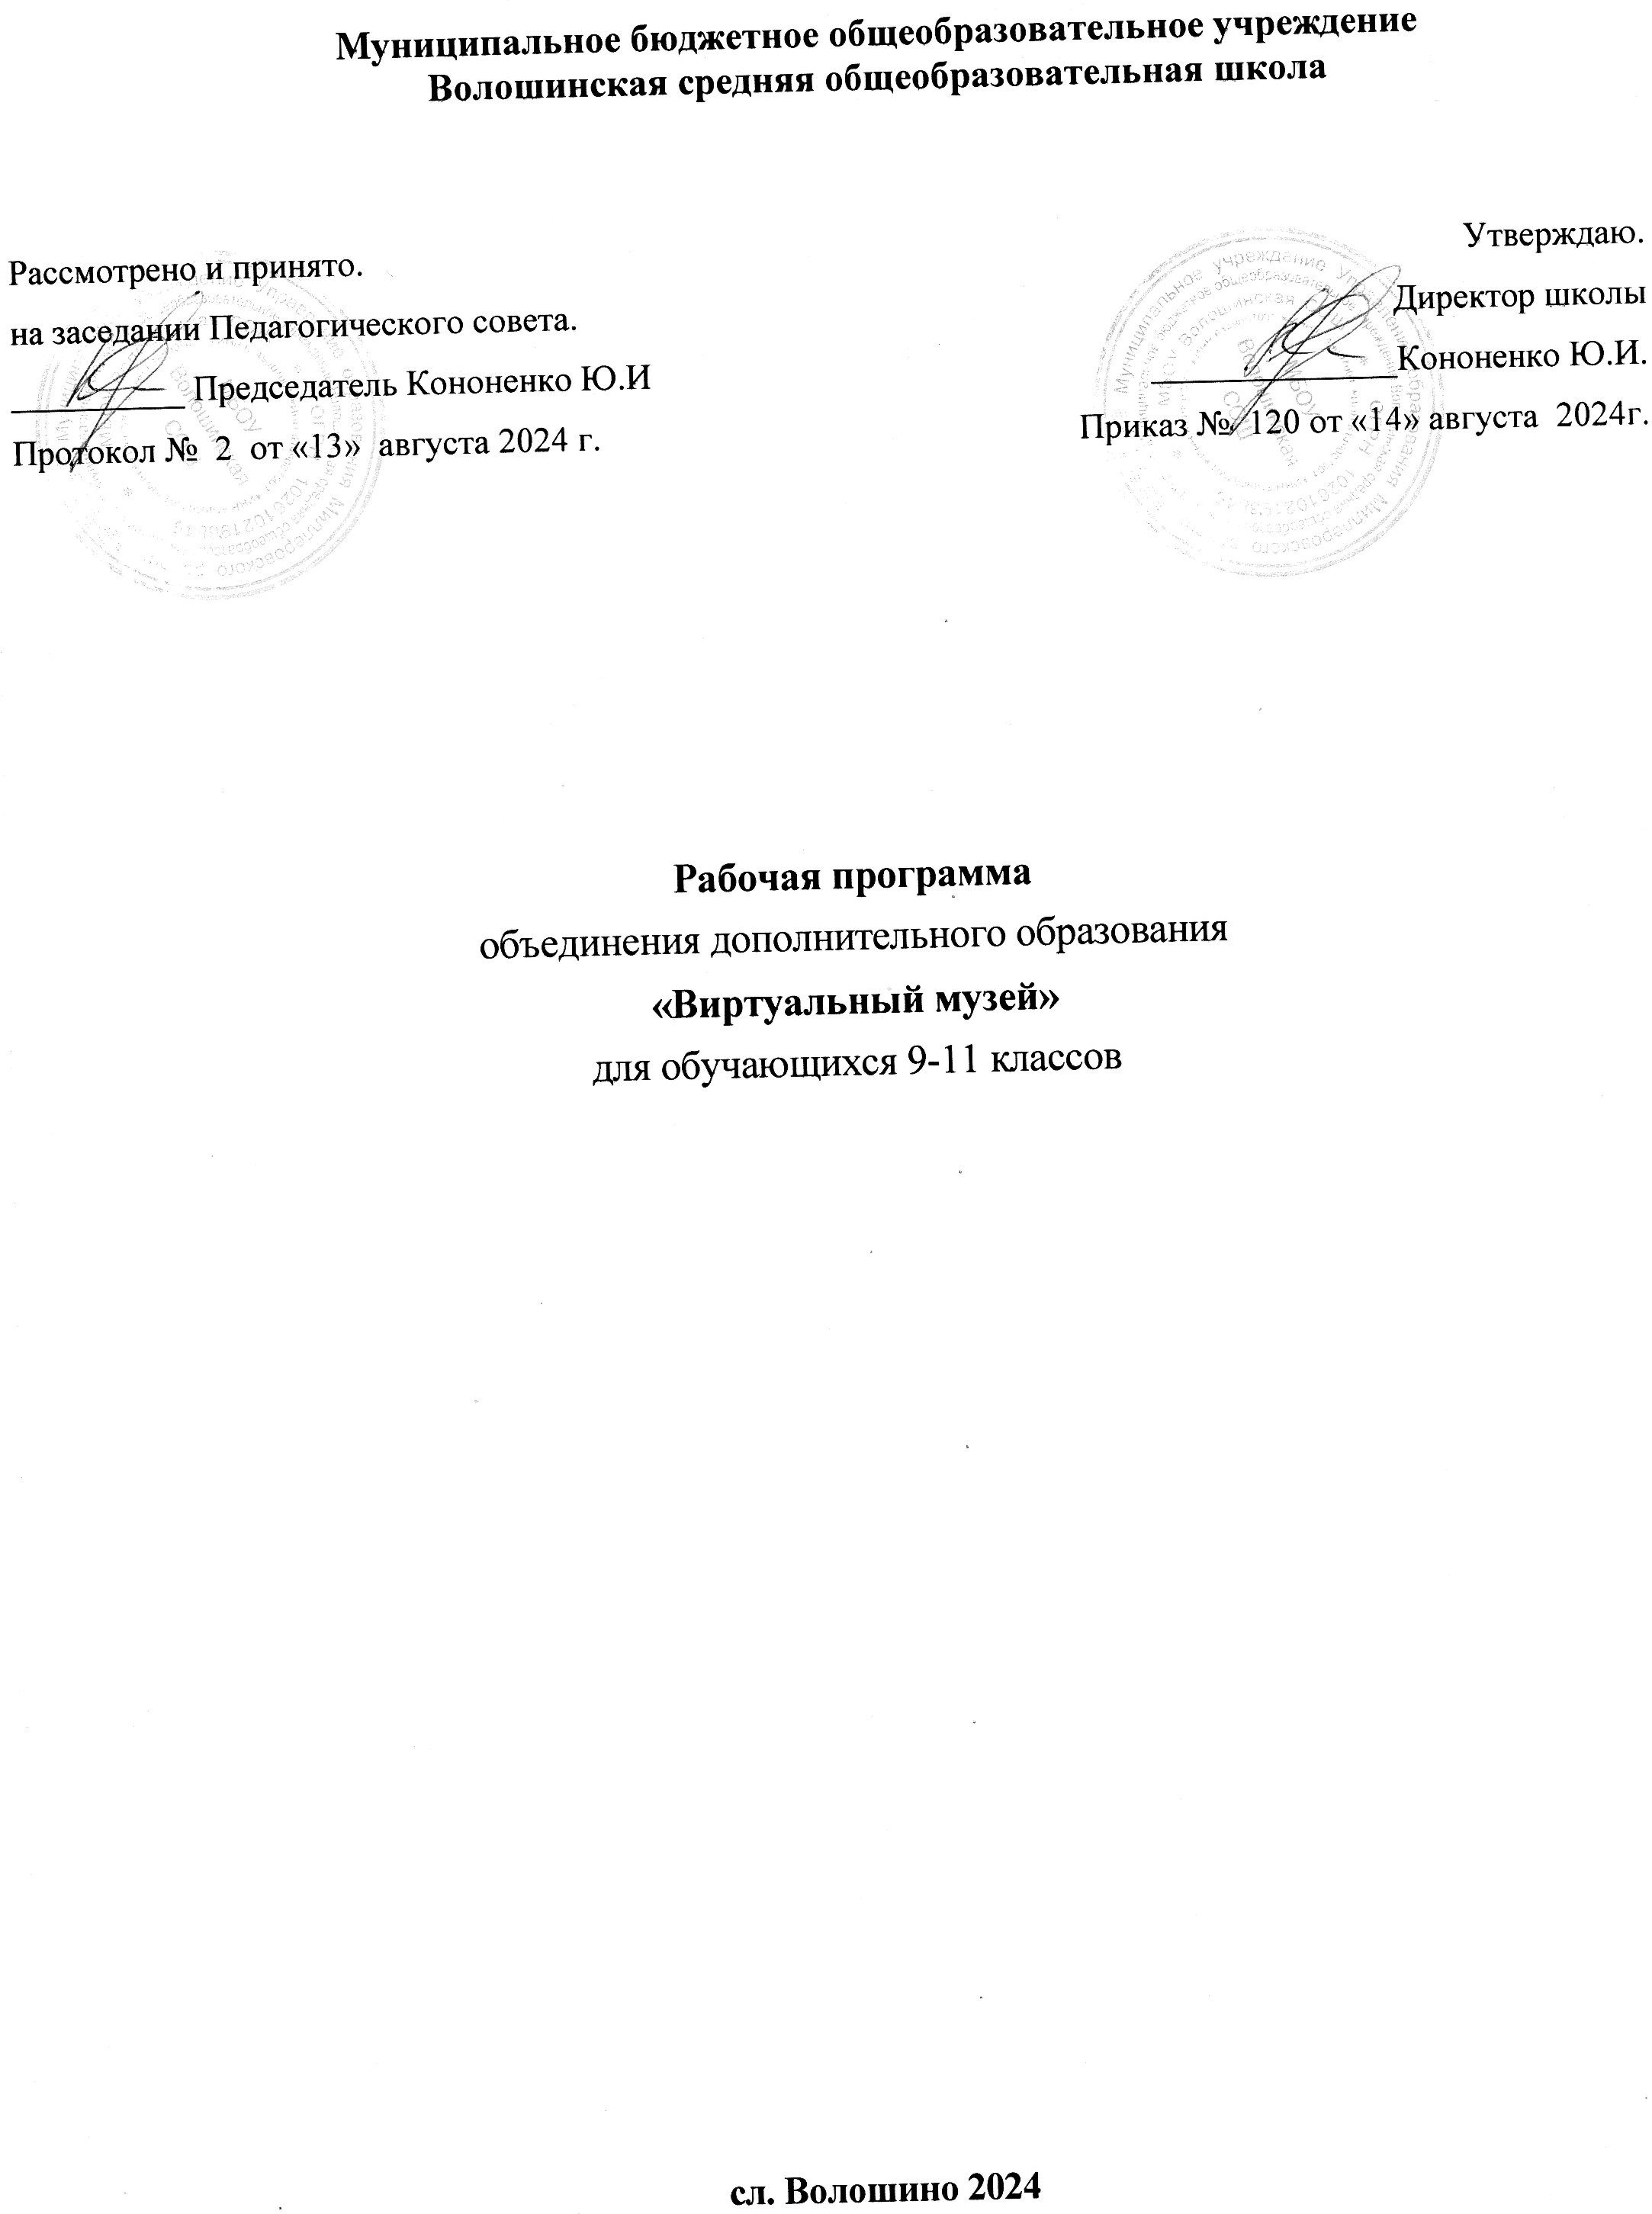 Муниципальное бюджетное общеобразовательное учреждение
Волошинская средняя общеобразовательная школа
Рассмотрено и принято.
на заседании Педагогического совета.
__________ Председатель Кононенко Ю.И
Протокол № 2 от «13» августа 2024 г.
Утверждаю.
Директор школы
______________Кононенко Ю.И.
Приказ № 120 от «14» августа 2024г.
Рабочая программа
объединения дополнительного образования
«Виртуальный музей»
для обучающихся 9-11 классов
сл. Волошино 2024